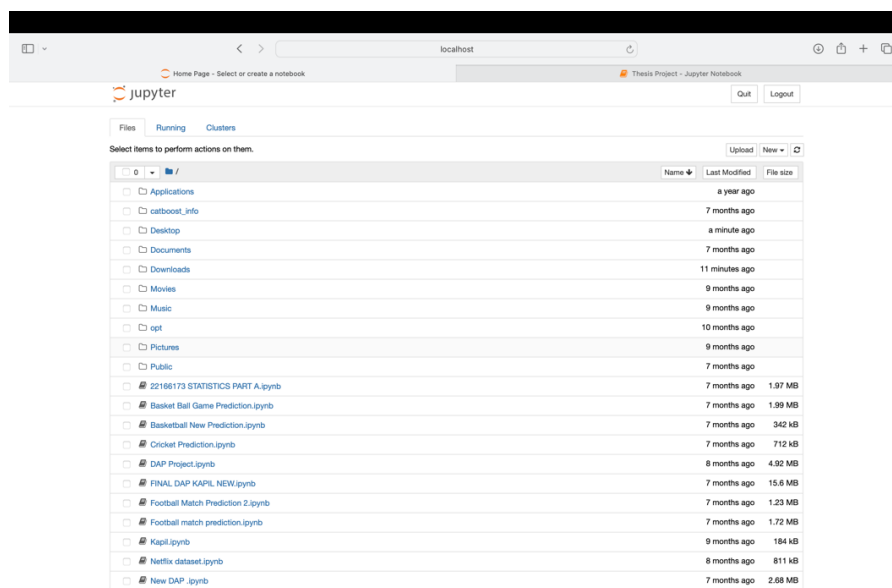 localhost
Home Page - Select or create a notebook
Thesis Project - Jupyter Notebook
jupyter
Quit Logout
Files Running Clusters
Select items to perform actions on them.
Upload New
0 / Name Last Modified File size
Applications a year ago
catboost_info 7 months ago
Desktop a minute ago
Documents 7 months ago
Downloads 11 minutes ago
Movies 9 months ago
Music 9 months ago
opt 10 months ago
Pictures 9 months ago
Public 7 months ago
22166173 STATISTICS PART A.ipynb 7 months ago 1.97 MB
Basket Ball Game Prediction.ipynb 7 months ago 1.99 MB
Basketball New Prediction.ipynb 7 months ago 342 kB
Cricket Prediction.ipynb 7 months ago 712 kB
DAP Project.ipynb 8 months ago 4.92 MB
FINAL DAP KAPIL NEW.ipynb 7 months ago 15.6 MB
Football Match Prediction 2.ipynb 7 months ago 1.23 MB
Football match prediction.ipynb 7 months ago 1.72 MB
Kapil.ipynb 9 months ago 184 kB
Netflix dataset.ipynb 8 months ago 811 kB
New DAP .ipynb 7 months ago 2.68 MB